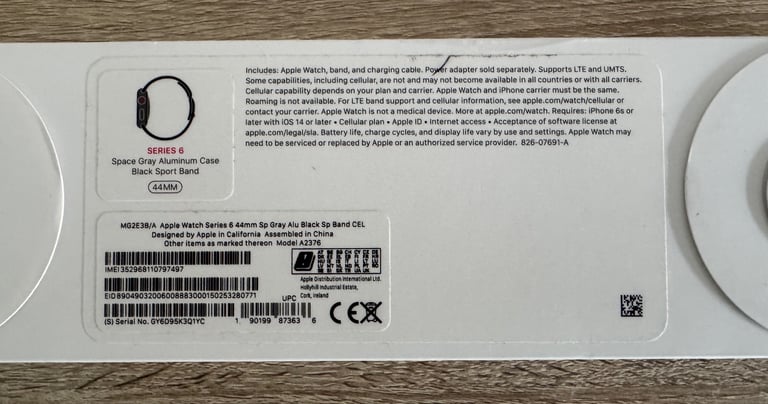 Includes: Apple Watch, band, and charging cable. Power adapter sold separately. Supports LTE and UMTS.
Some capabilities, including cellular, are not and may not become available in all countries or with all carriers.
Cellular capability depends on your plan and carrier. Apple Watch and iPhone carrier must be the same.
Roaming is not available. For LTE band support and cellular information, see apple.com/watch/cellular or
contact your carrier. Apple Watch is not a medical device. More at apple.com/watch. Requires: iPhone 6s or
later with iOS 14 or later • Cellular plan • Apple ID • Internet access • Acceptance of software license at
apple.com/legal/sla. Battery life, charge cycles, and display life vary by use and settings. Apple Watch may
need to be serviced or replaced by Apple or an authorized service provider. 826-07691-A
SERIES 6
Space Gray Aluminum Case
Black Sport Band
44MM
MG2E3B/A Apple Watch Series 6 44mm Sp Gray Alu Black Sp Band CEL
Designed by Apple in California Assembled in China
Other items as marked thereon Model A2376
IMEI 352968110797497
EID 89049032006008883000150253280771
(S) Serial No. GY6D95K3Q1YC
UPC
1 90199 87363 6
Apple Distribution International Ltd.
Hollyhill Industrial Estate,
Cork, Ireland
CE